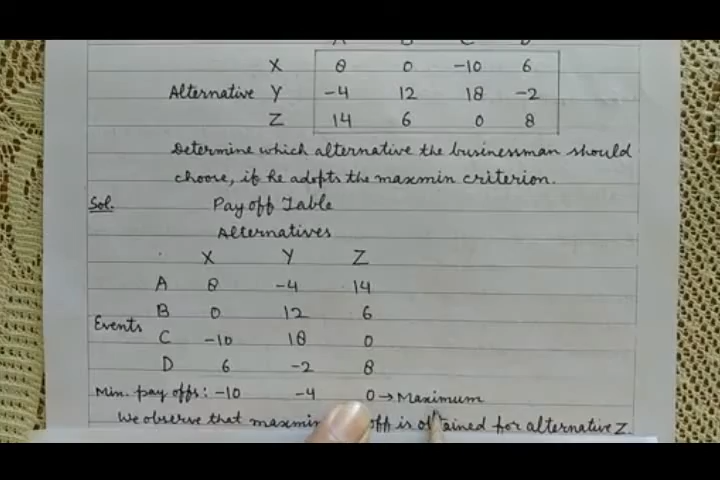 X 8 0 -10 6
Alternative Y -4 12 18 -2
Z 14 6 0 8
Determine which alternative the businessman should
choose, if he adopts the maxmin criterion.
Sol. Pay off Table
Alternatives
X Y Z
A 8 -4 14
B 0 12 6
Events
C -10 18 0
D 6 -2 8
Min. pay offs: -10 -4 0 → Maximum
We observe that maxmin off is obtained for alternative Z.